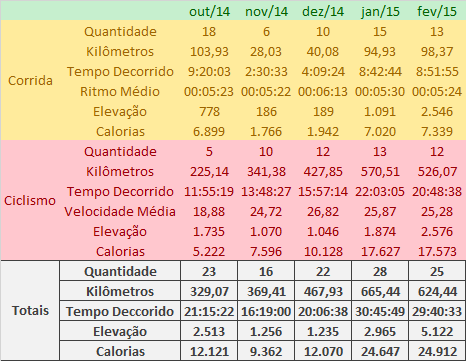 out/14 nov/14 dez/14 jan/15 fev/15
Quantidade 18 6 10 15 13
Kilômetros 103,93 28,03 40,08 94,93 98,37
Tempo Decorrido 9:20:03 2:30:33 4:09:24 8:42:44 8:51:55
Corrida
Ritmo Médio 00:05:23 00:05:22 00:06:13 00:05:30 00:05:24
Elevação 778 186 189 1.091 2.546
Calorias 6.899 1.766 1.942 7.020 7.339
Quantidade 5 10 12 13 12
Kilômetros 225,14 341,38 427,85 570,51 526,07
Tempo Decorrido 11:55:19 13:48:27 15:57:14 22:03:05 20:48:38
Ciclismo
Velocidade Média 18,88 24,72 26,82 25,87 25,28
Elevação 1.735 1.070 1.046 1.874 2.576
Calorias 5.222 7.596 10.128 17.627 17.573
Quantidade 23 16 22 28 25
Kilômetros 329,07 369,41 467,93 665,44 624,44
Totais Tempo Deccorrido 21:15:22 16:19:00 20:06:38 30:45:49 29:40:33
Elevação 2.513 1.256 1.235 2.965 5.122
Calorias 12.121 9.362 12.070 24.647 24.912